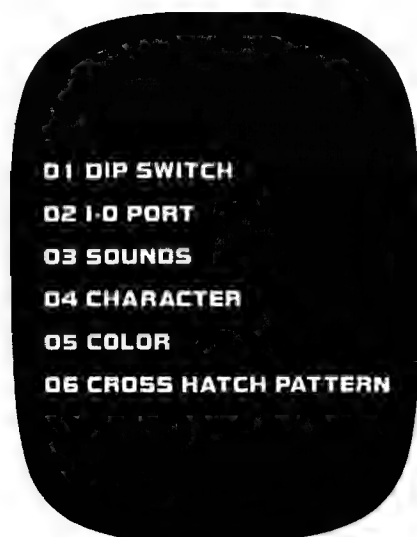 01 DIP SWITCH
02 I-O PORT
03 SOUNDS
04 CHARACTER
05 COLOR
06 CROSS HATCH PATTERN